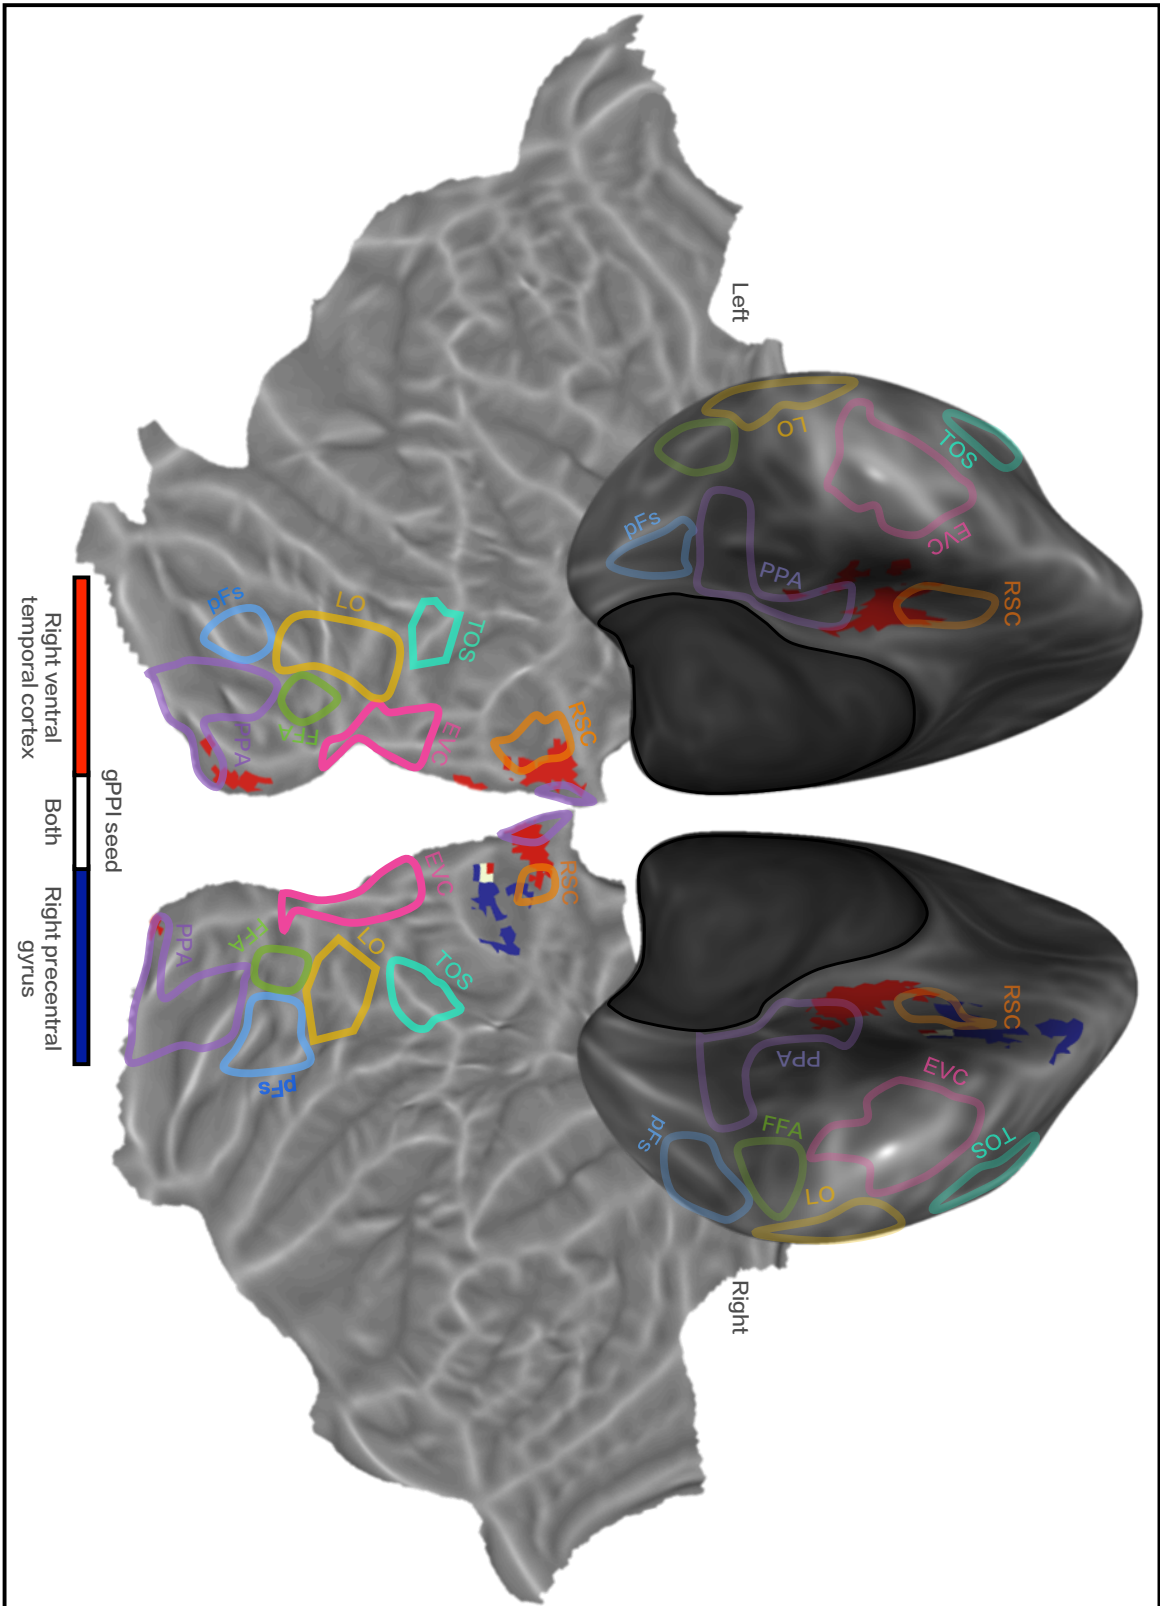 RSC
TOS
EVC
LO
PPA
pFs
RSC
EVC
TOS
PPA
LO
FFA
pFs
Left
Right
RSC
TOS
EVC
LO
FFA
PPA
pFs
RSC
TOS
EVC
LO
FFA
PPA
pFs
gPPI seed
Right ventral
temporal cortex
Both
Right precentral
gyrus